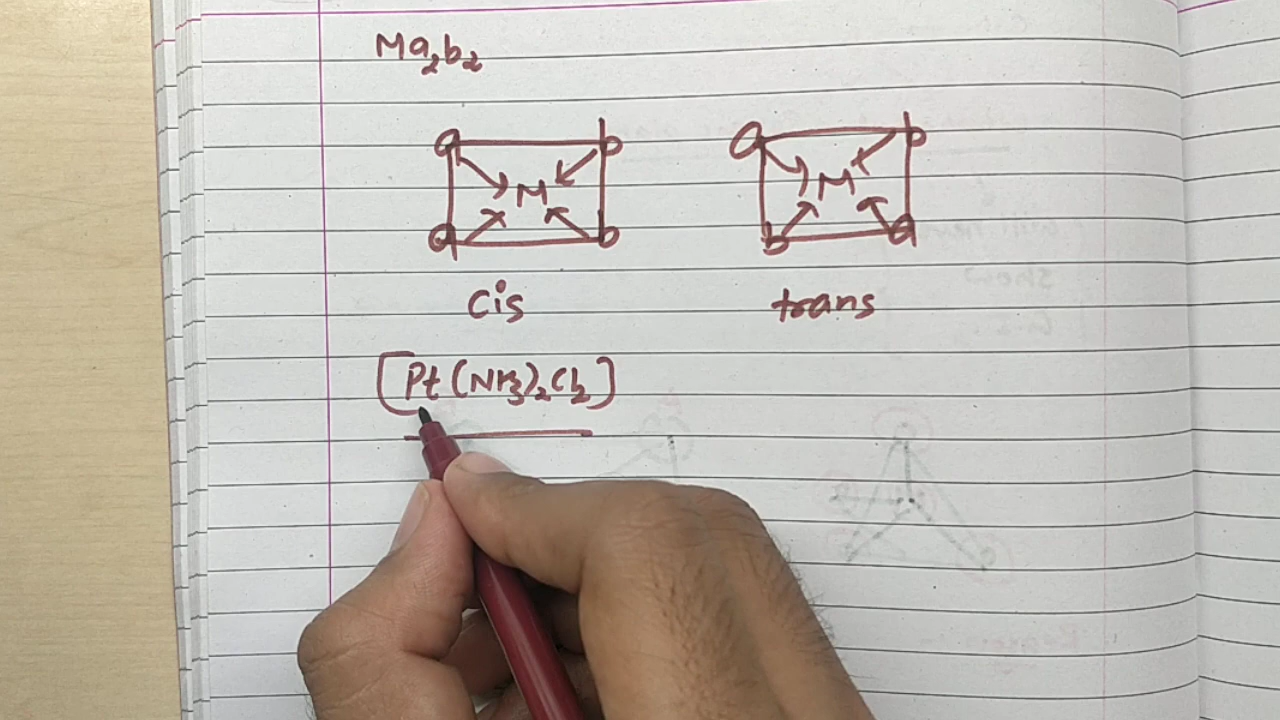 Ma₂b₂
a b a b
M M
a b b a
cis trans
[Pt(NH₃)₂Cl₂]